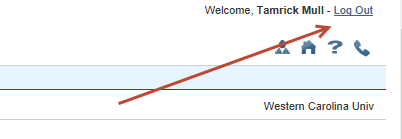 Welcome, Tamrick Mull - Log Out
Western Carolina Univ